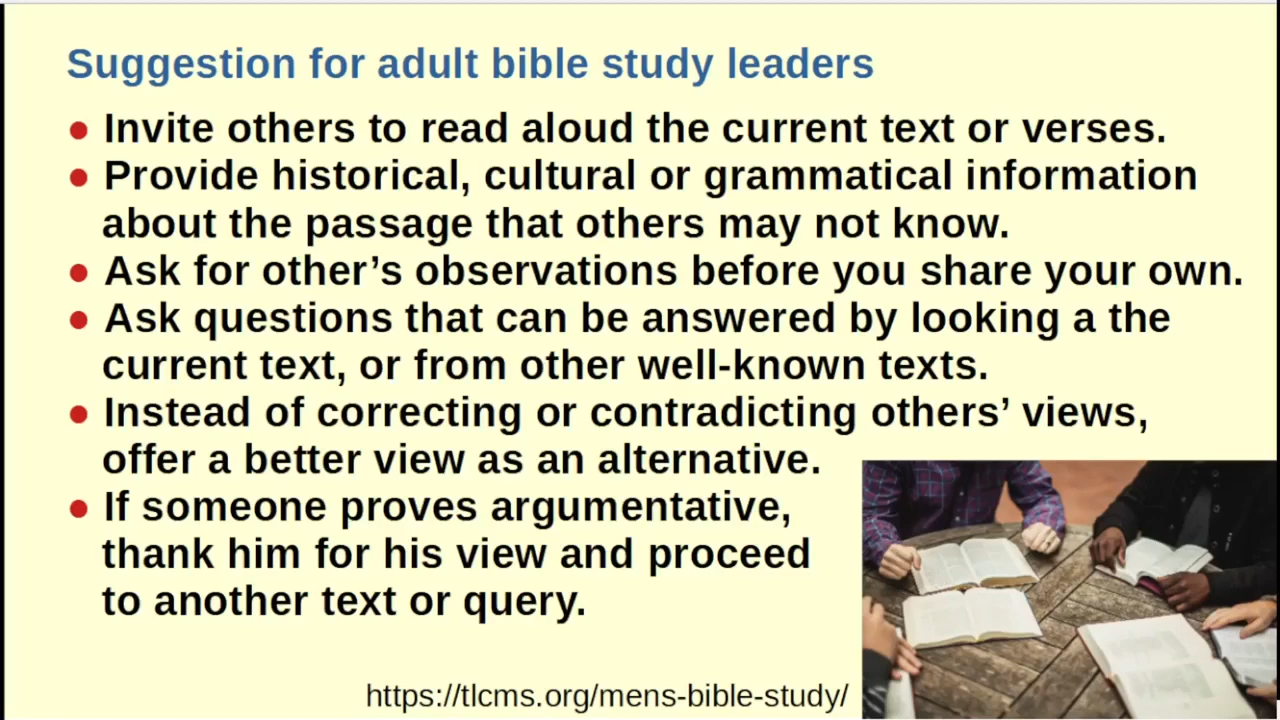 Suggestion for adult bible study leaders
● Invite others to read aloud the current text or verses.
● Provide historical, cultural or grammatical information
about the passage that others may not know.
● Ask for other’s observations before you share your own.
● Ask questions that can be answered by looking a the
current text, or from other well-known texts.
● Instead of correcting or contradicting others’ views,
offer a better view as an alternative.
● If someone proves argumentative,
thank him for his view and proceed
to another text or query.
https://tlcms.org/mens-bible-study/